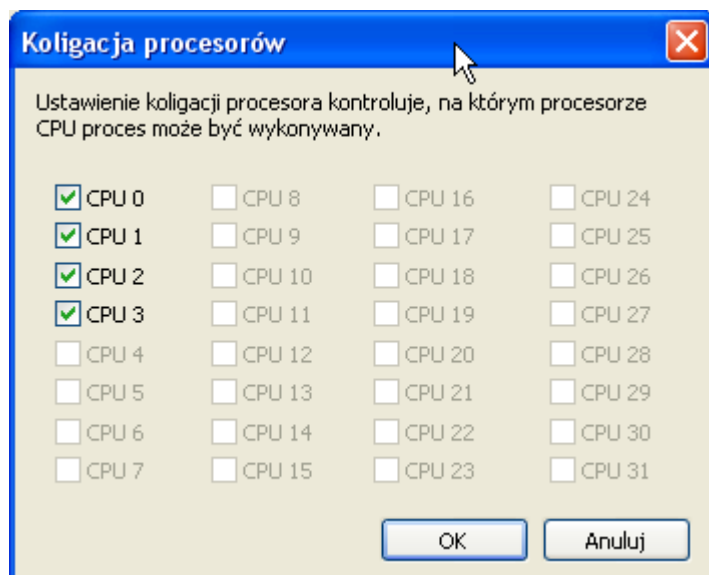 Koligacja procesorów
Ustawienie koligacji procesora kontroluje, na którym procesorze
CPU proces może być wykonywany.
CPU 0 CPU 8 CPU 16 CPU 24
CPU 1 CPU 9 CPU 17 CPU 25
CPU 2 CPU 10 CPU 18 CPU 26
CPU 3 CPU 11 CPU 19 CPU 27
CPU 4 CPU 12 CPU 20 CPU 28
CPU 5 CPU 13 CPU 21 CPU 29
CPU 6 CPU 14 CPU 22 CPU 30
CPU 7 CPU 15 CPU 23 CPU 31
OK Anuluj